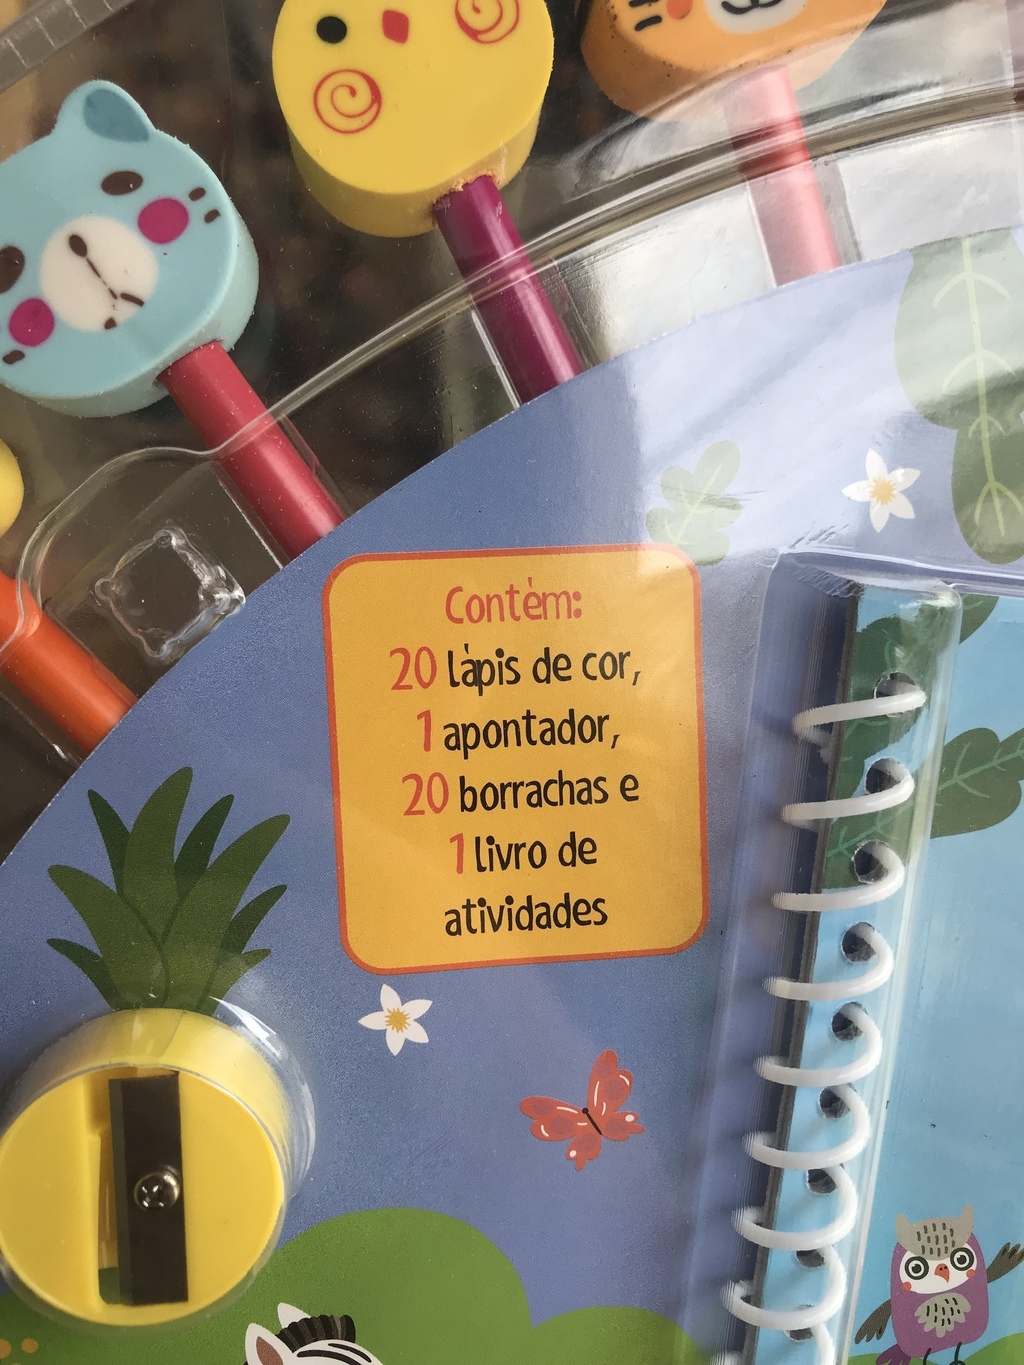 Contém:
20 lápis de cor,
1 apontador,
20 borrachas e
1 livro de
atividades